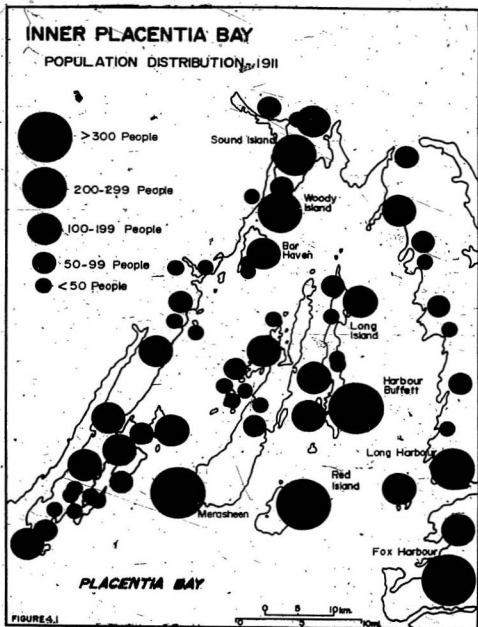 INNER PLACENTIA BAY
POPULATION DISTRIBUTION, 1911
>300 People
200-299 People
100-199 People
50-99 People
<50 People
Sound Island
Woody Island
Bar Haven
Long Island
Harbour Buffett
Long Harbour
Red Island
Merasheen
Fox Harbour
PLACENTIA BAY
0 5 10km.
0 5 10mi.
FIGURE 4.1